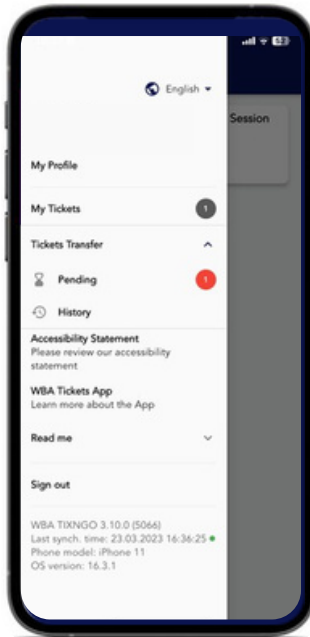 52
English
Session
My Profile
My Tickets 1
Tickets Transfer
Pending 1
History
Accessibility Statement
Please review our accessibility
statement
WBA Tickets App
Learn more about the App
Read me
Sign out
WBA TIXNGO 3.10.0 (5066)
Last synch. time: 23.03.2023 16:36:25
Phone model: iPhone 11
OS version: 16.3.1